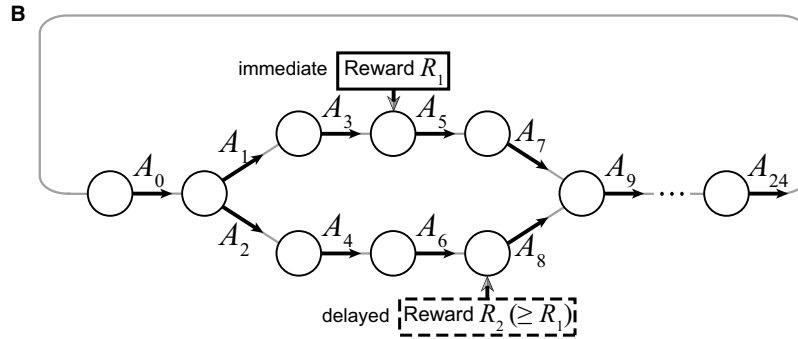 B
immediate Reward R₁
A₃ A₅
A₁ A₇
A₀ A₉ ... A₂₄
A₂ A₈
A₄ A₆
delayed Reward R₂ (≥ R₁)